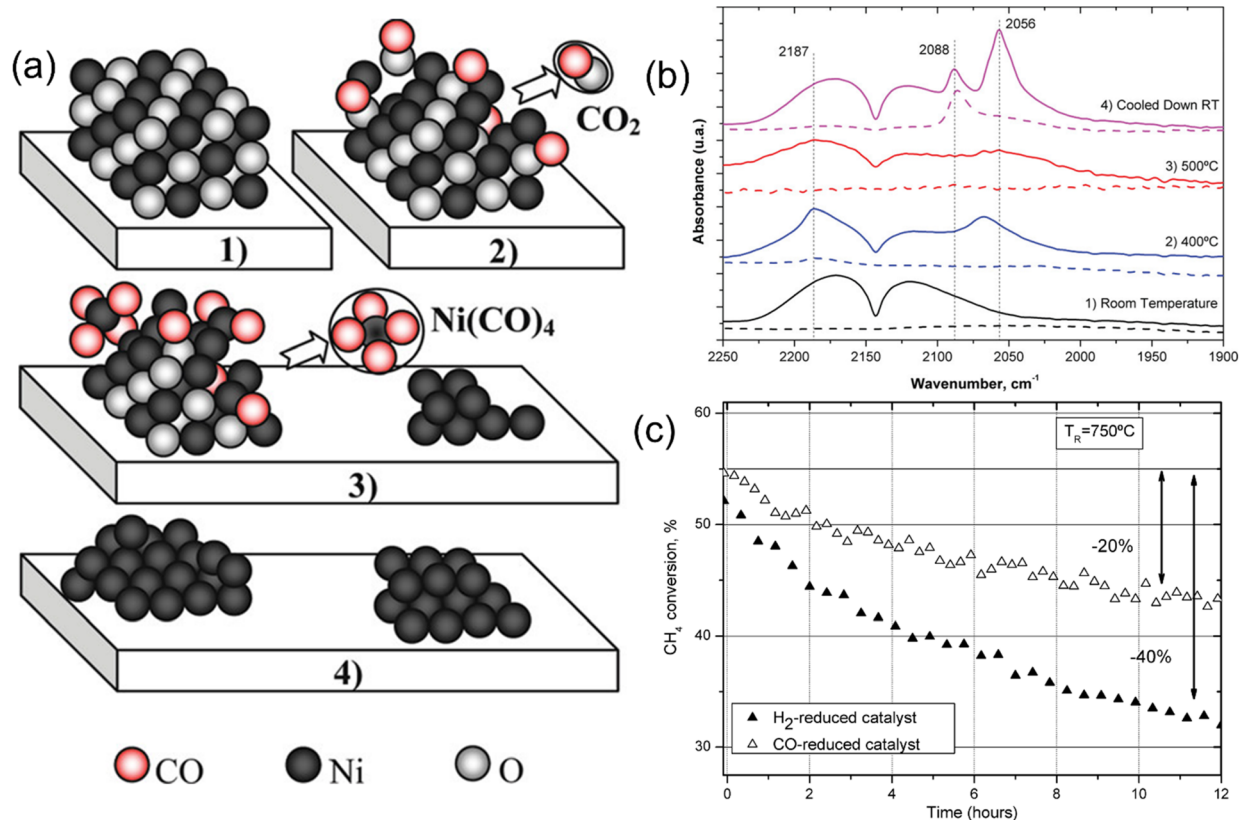 (a)
1)
2)
CO₂
3)
Ni(CO)₄
4)
CO Ni O
(b)
2187
2088
2056
4) Cooled Down RT
3) 500ºC
2) 400ºC
1) Room Temperature
Absorbance (u.a.)
2250 2200 2150 2100 2050 2000 1950 1900
Wavenumber, cm⁻¹
(c)
T_R=750ºC
60
50
40
30
CH₄ conversion, %
-20%
-40%
H₂-reduced catalyst
CO-reduced catalyst
0 2 4 6 8 10 12
Time (hours)